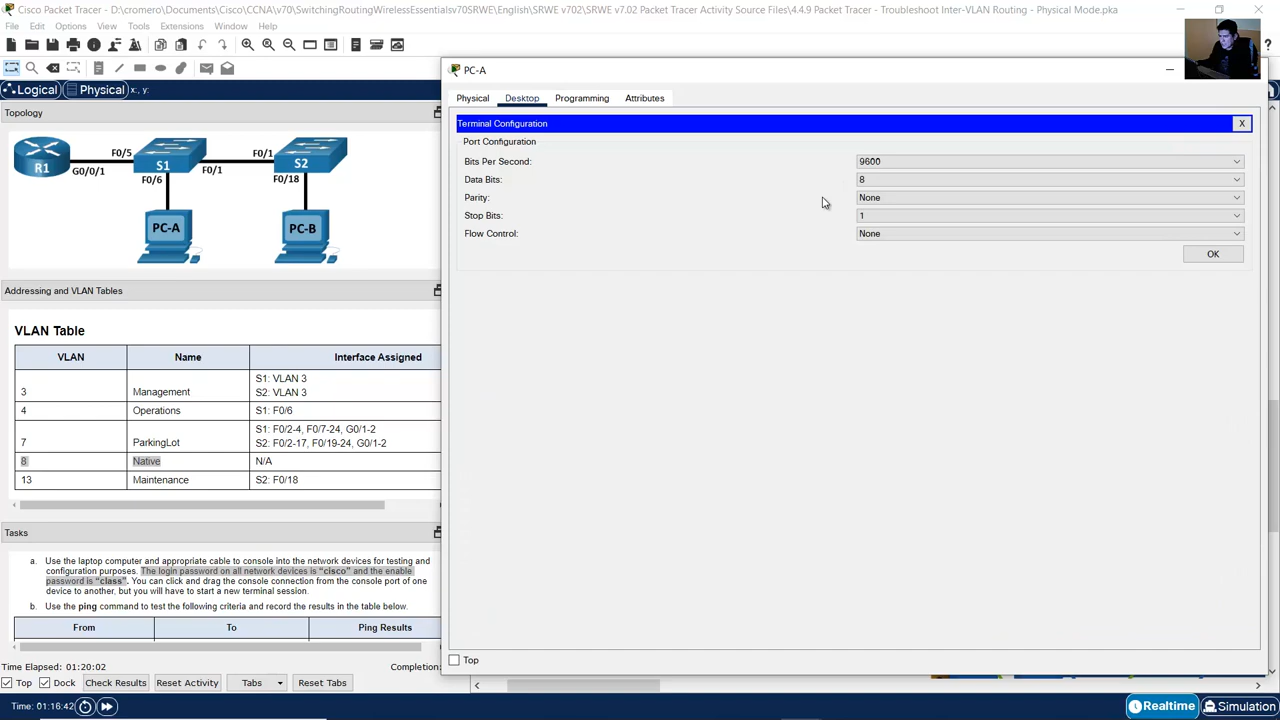 Cisco Packet Tracer - D:\cromero\Documents\Cisco\CCNA\v70\SwitchingRoutingWirelessEssentialsv70SRWE\English\SRWE v702\SRWE v7.02 Packet Tracer Activity Source Files\4.4.9 Packet Tracer - Troubleshoot Inter-VLAN Routing - Physical Mode.pka
File Edit Options View Tools Extensions Window Help
?
Logical Physical x:, y:
Topology
R1
G0/0/1
F0/5
S1
F0/6
F0/1
F0/1
S2
F0/18
PC-A
PC-B
Addressing and VLAN Tables
VLAN Table
VLAN Name Interface Assigned
3 Management S1: VLAN 3
S2: VLAN 3
4 Operations S1: F0/6
7 ParkingLot S1: F0/2-4, F0/7-24, G0/1-2
S2: F0/2-17, F0/19-24, G0/1-2
8 Native N/A
13 Maintenance S2: F0/18
Tasks
a. Use the laptop computer and appropriate cable to console into the network devices for testing and
configuration purposes. The login password on all network devices is “cisco” and the enable
password is “class”. You can click and drag the console connection from the console port of one
device to another, but you will have to start a new terminal session.
b. Use the ping command to test the following criteria and record the results in the table below.
From To Ping Results
Time Elapsed: 01:20:02 Completion:
Top Dock Check Results Reset Activity Tabs Reset Tabs
Time: 01:16:42
Realtime Simulation
PC-A
Physical Desktop Programming Attributes
Terminal Configuration X
Port Configuration
Bits Per Second: 9600
Data Bits: 8
Parity: None
Stop Bits: 1
Flow Control: None
OK
Top